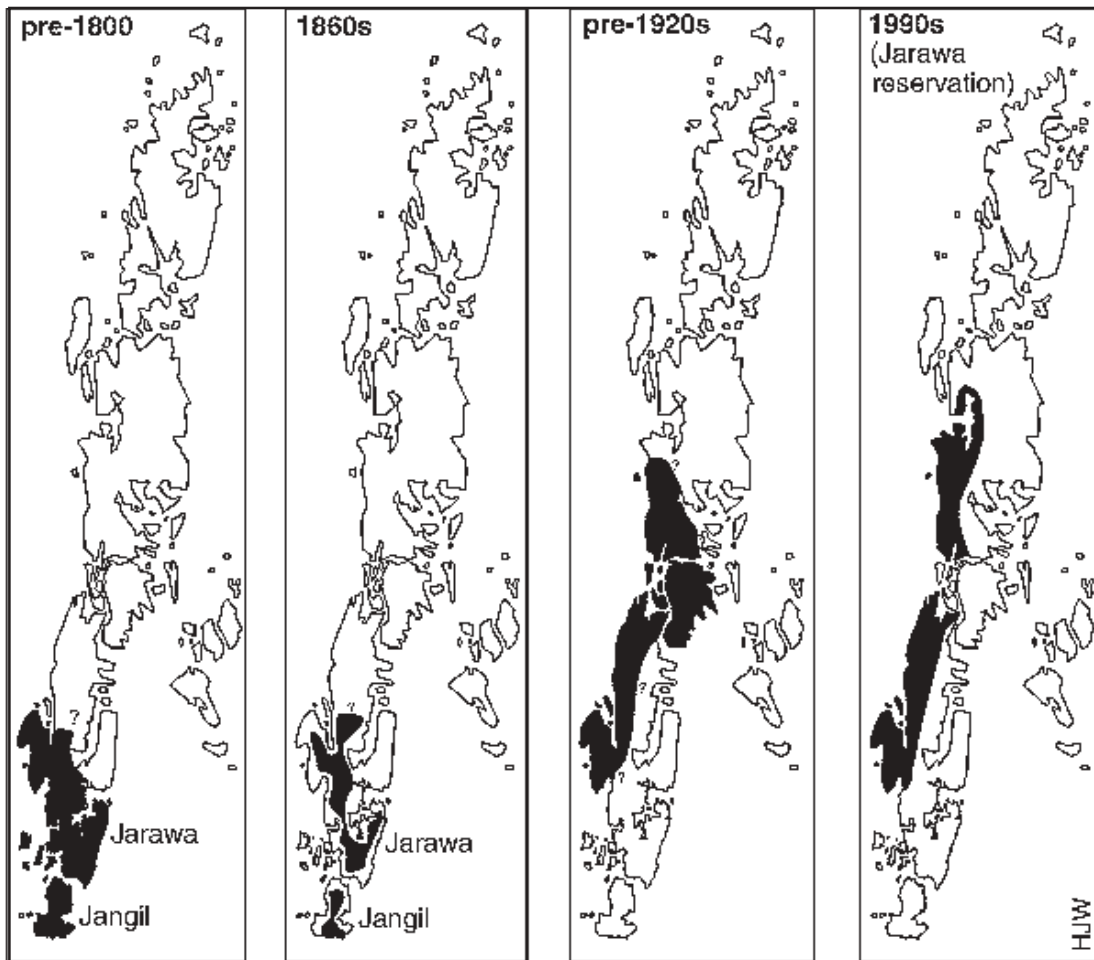 pre-1800
?
Jarawa
Jangil
1860s
?
Jarawa
Jangil
pre-1920s
?
?
?
1990s
(Jarawa
reservation)
HJW